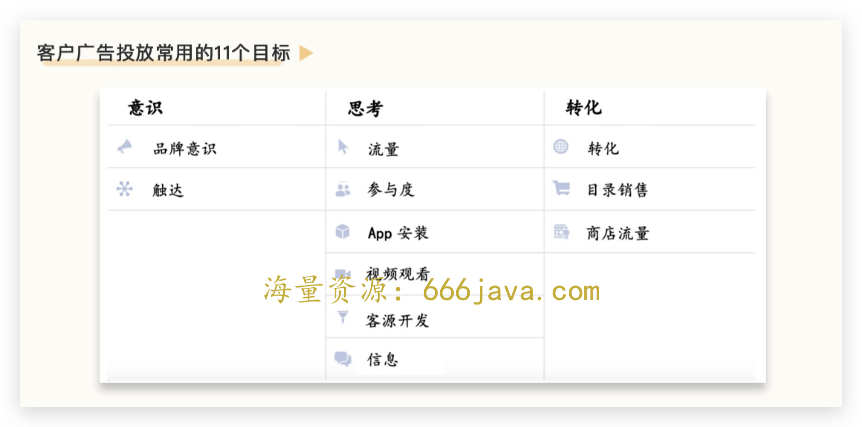 客户广告投放常用的11个目标
意识 思考 转化
品牌意识 流量 转化
触达 参与度 目录销售
App 安装 商店流量
视频观看
海量资源：666java.com
客源开发
信息